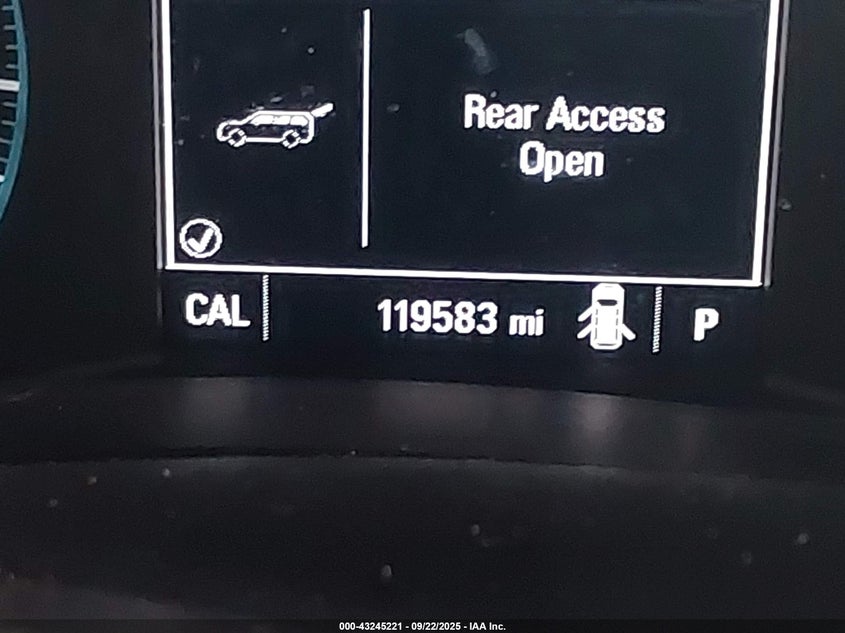 Rear Access
Open
CAL
119583 mi
P
000-43245221 - 09/22/2025 - IAA Inc.